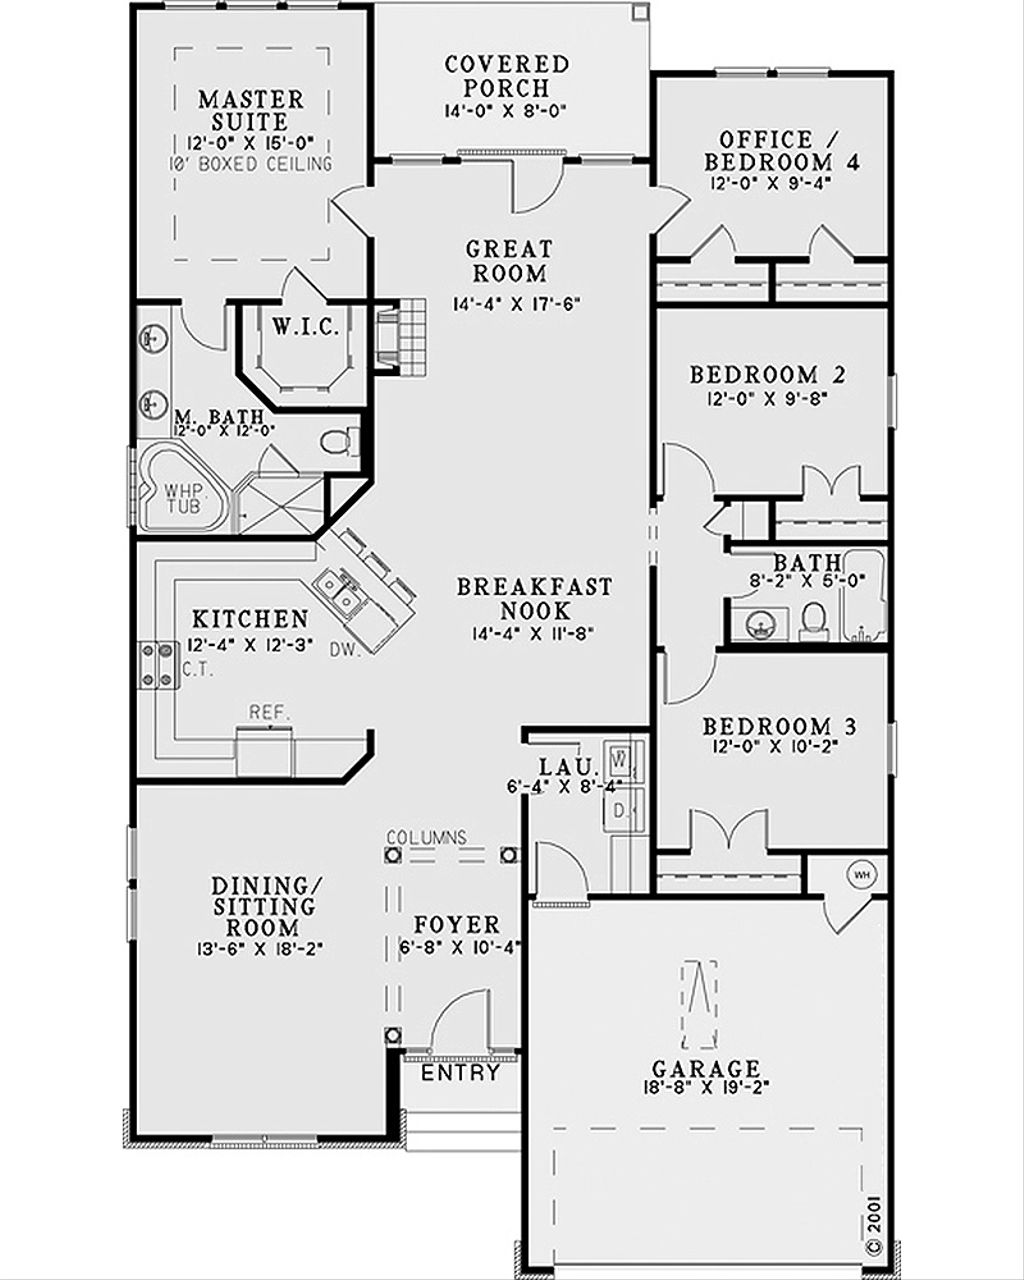 COVERED
PORCH
14'-0" X 8'-0"
MASTER
SUITE
12'-0" X 15'-0"
10' BOXED CEILING
OFFICE /
BEDROOM 4
12'-0" X 9'-4"
GREAT
ROOM
14'-4" X 17'-6"
W.I.C.
BEDROOM 2
12'-0" X 9'-8"
M. BATH
12'-0" X 12'-0"
WHP.
TUB
BATH
8'-2" X 5'-0"
BREAKFAST
NOOK
14'-4" X 11'-8"
KITCHEN
12'-4" X 12'-3"
DW.
C.T.
REF.
BEDROOM 3
12'-0" X 10'-2"
LAU.
6'-4" X 8'-4"
W.
D.
COLUMNS
WH
DINING/
SITTING
ROOM
13'-6" X 18'-2"
FOYER
6'-8" X 10'-4"
ENTRY
GARAGE
18'-8" X 19'-2"
© 2001